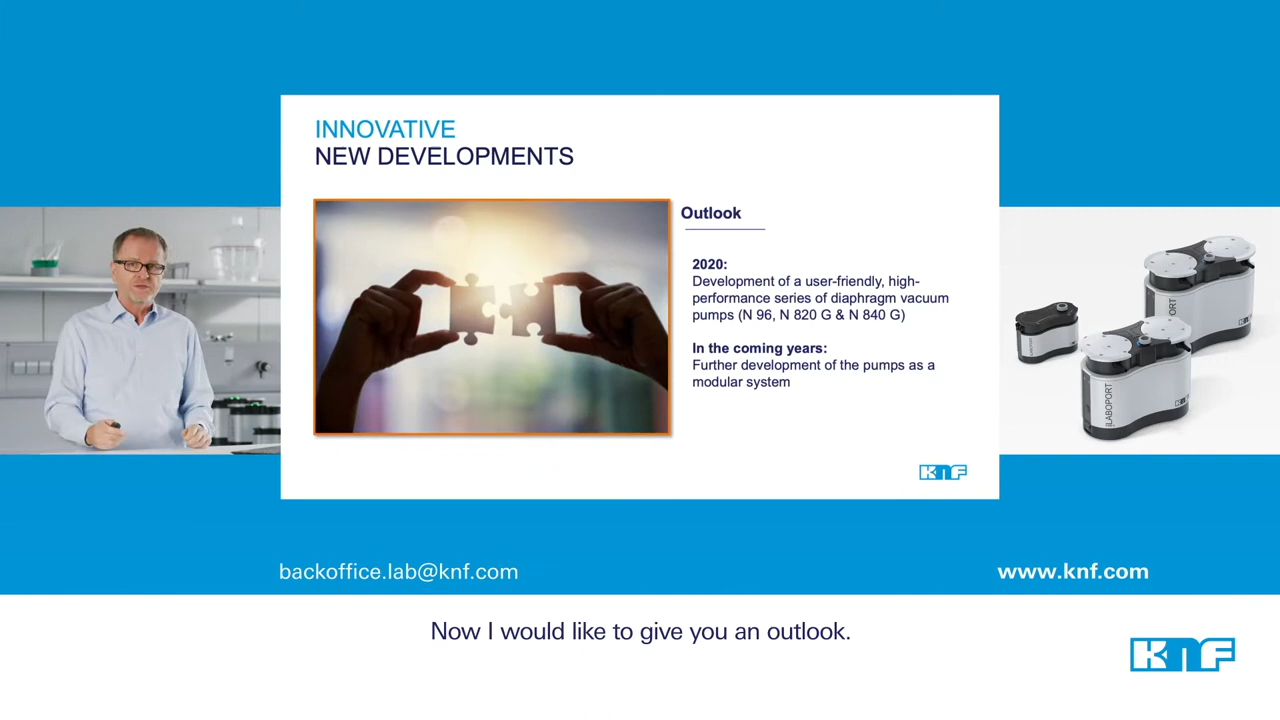 INNOVATIVE
NEW DEVELOPMENTS
Outlook
2020:
Development of a user-friendly, high-
performance series of diaphragm vacuum
pumps (N 96, N 820 G & N 840 G)
In the coming years:
Further development of the pumps as a
modular system
KNF
PORT
LABOPORT
backoffice.lab@knf.com
www.knf.com
Now I would like to give you an outlook.
KNF